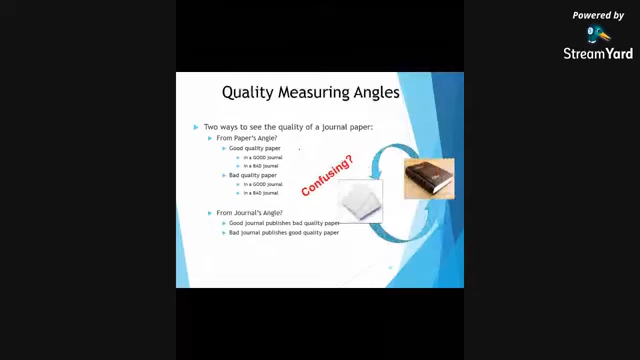 Powered by
StreamYard
Quality Measuring Angles
Two ways to see the quality of a journal paper:
From Paper's Angle?
Good quality paper
in a GOOD journal
in a BAD journal
Bad quality paper
in a GOOD journal
in a BAD journal
Confusing?
From Journal's Angle?
Good journal publishes bad quality paper
Bad journal publishes good quality paper